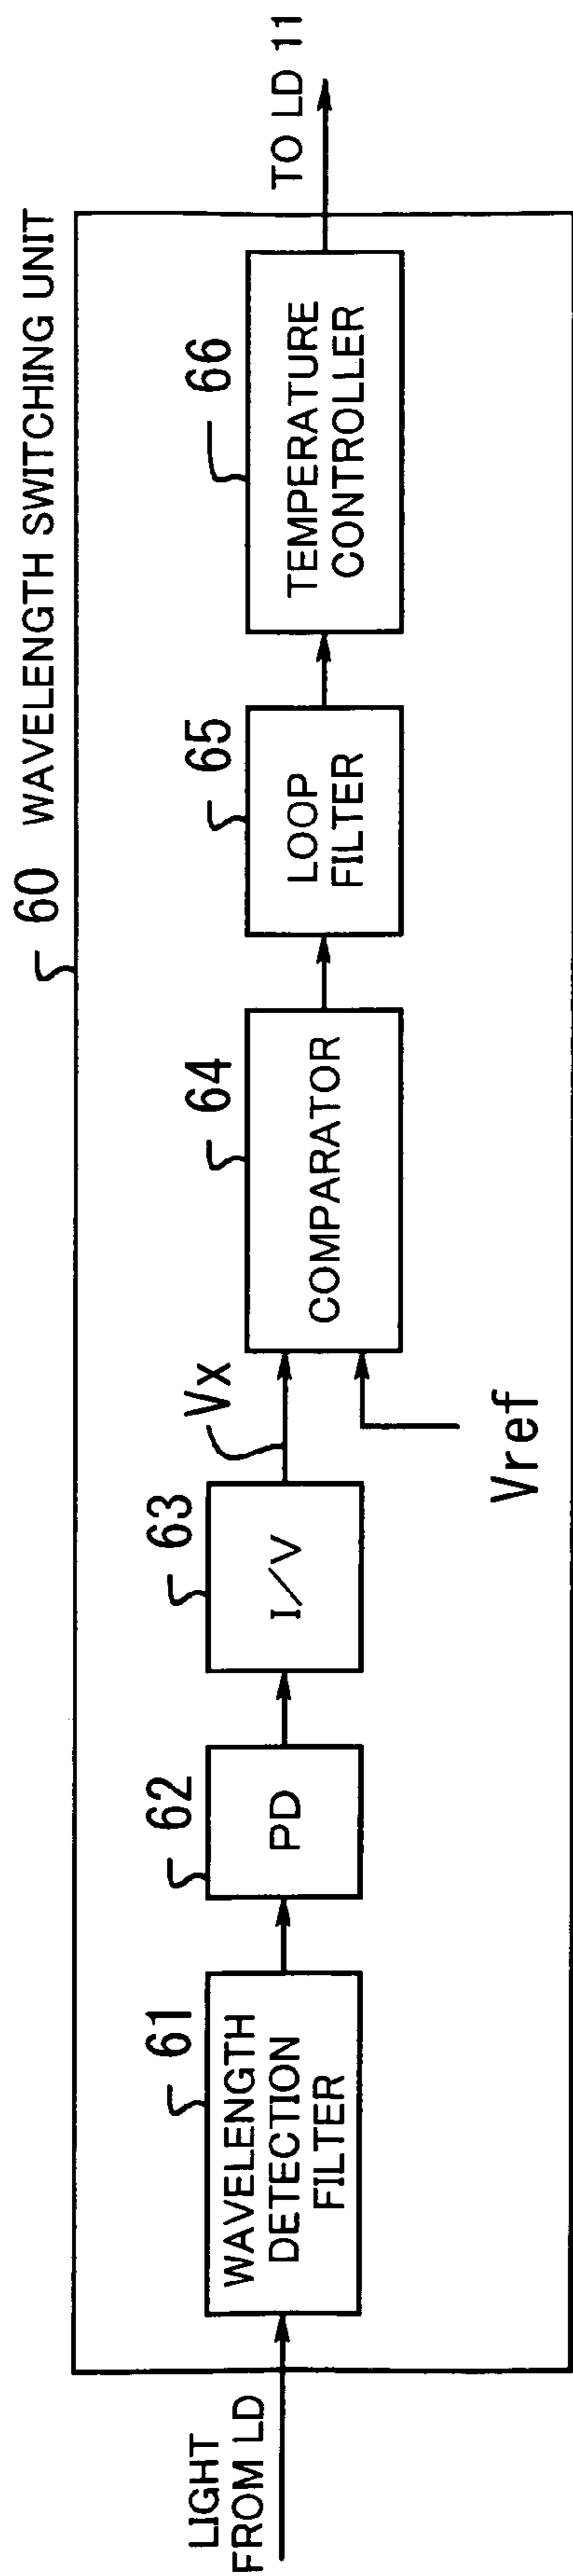 60 WAVELENGTH SWITCHING UNIT
LIGHT
FROM LD
61
WAVELENGTH
DETECTION
FILTER
62
PD
63
I/V
Vx
Vref
64
COMPARATOR
65
LOOP
FILTER
66
TEMPERATURE
CONTROLLER
TO LD 11